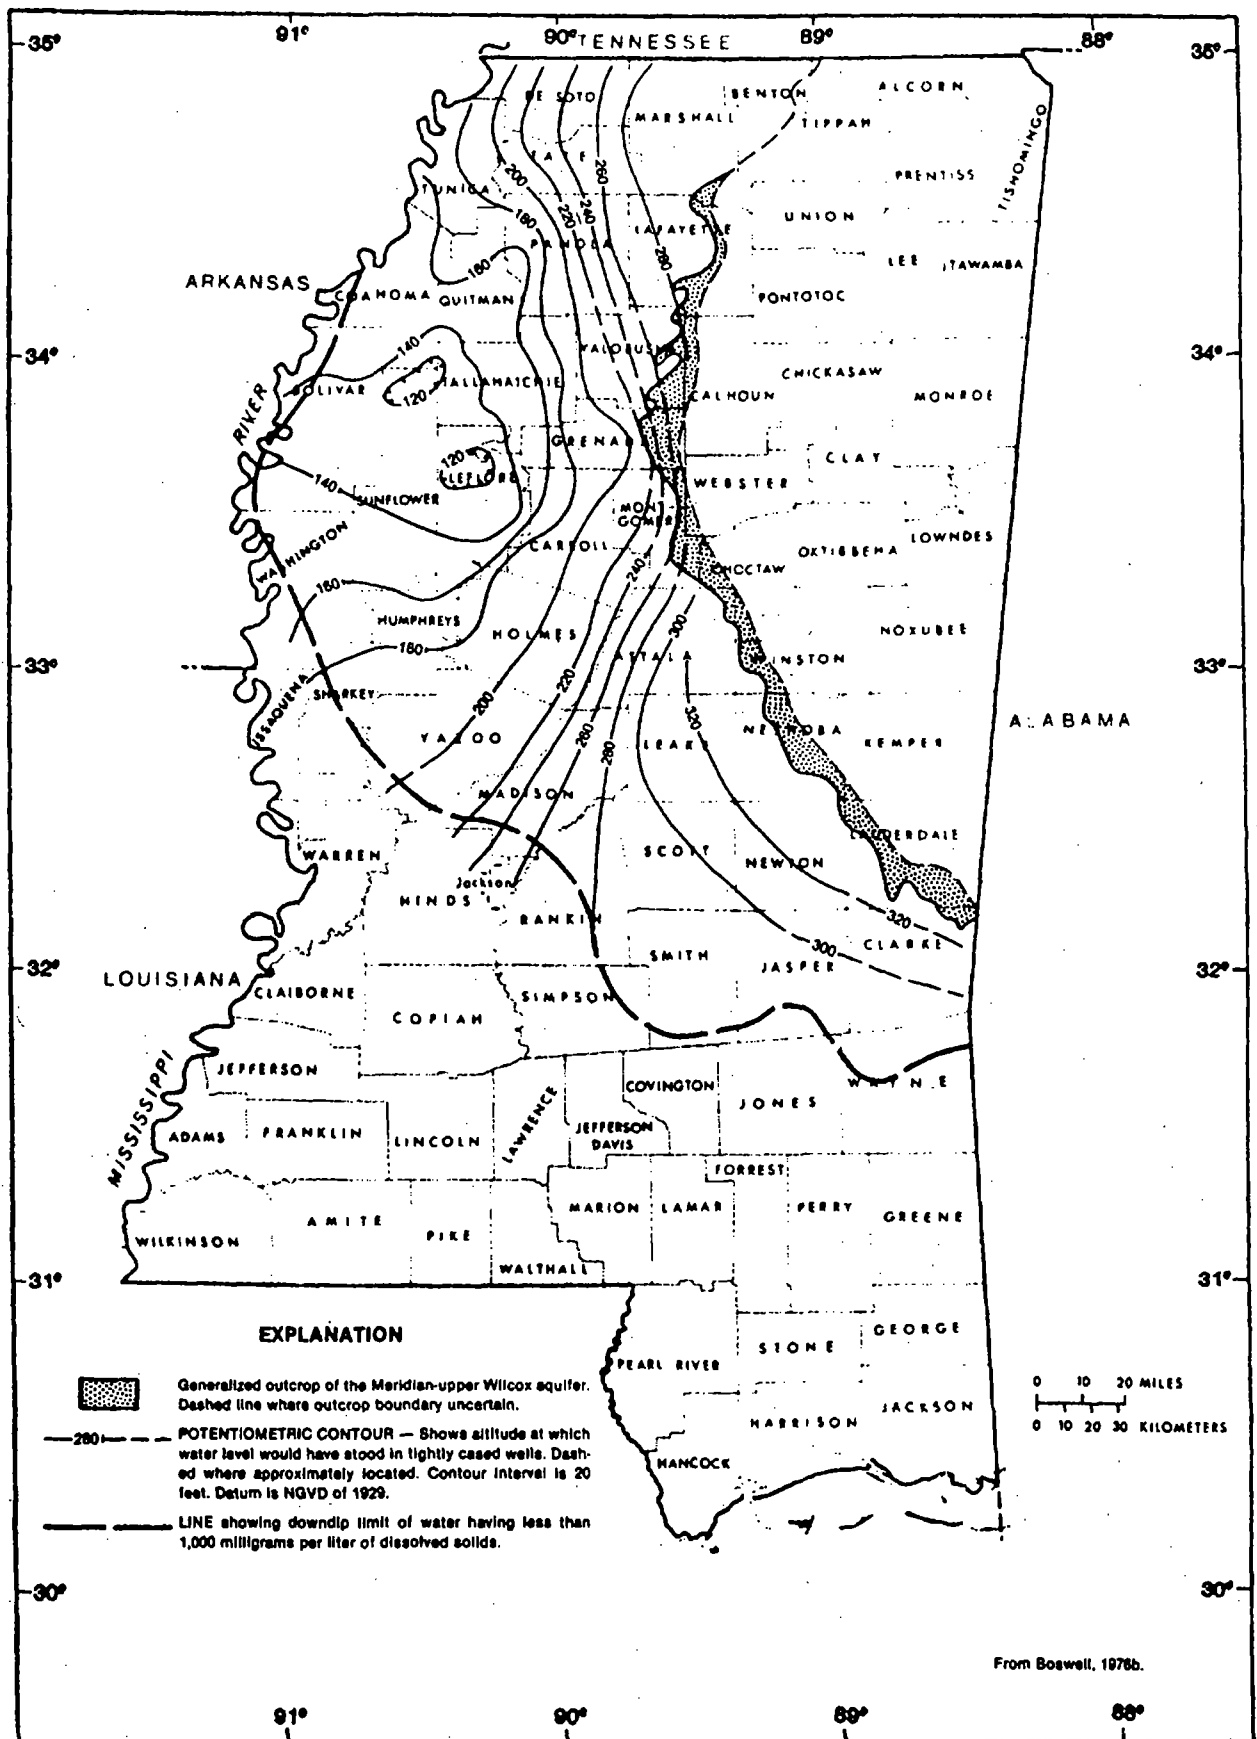 91°
90°
TENNESSEE
89°
88°
35°
35°
DE SOTO
BENTON
ALCORN
MARSHALL
TIPPAH
TISHOMINGO
TATE
260
200
PRENTISS
TUNICA
180
220
240
UNION
LAFAYETTE
PANOLA
280
LEE
ITAWAMBA
160
ARKANSAS
COAHOMA
QUITMAN
PONTOTOC
140
YALOBUSHA
34°
34°
CHICKASAW
BOLIVAR
TALLAHATCHIE
120
CALHOUN
MONROE
RIVER
GRENADA
120
CLAY
LEFLORE
140
WEBSTER
SUNFLOWER
MONT-
GOMERY
LOWNDES
WASHINGTON
CARROLL
OKTIBBEHA
240
CHOCTAW
160
HUMPHREYS
HOLMES
300
NOXUBEE
180
ATTALA
WINSTON
33°
33°
ISSAQUENA
SHARKEY
220
200
320
ALABAMA
YAZOO
260
280
LEAKE
NESHOBA
KEMPER
MADISON
LAUDERDALE
WARREN
SCOTT
NEWTON
Jackson
HINDS
RANKIN
320
300
CLARKE
SMITH
JASPER
32°
32°
LOUISIANA
CLAIBORNE
SIMPSON
COPIAH
MISSISSIPPI
JEFFERSON
COVINGTON
WAYNE
JONES
LAWRENCE
ADAMS
FRANKLIN
LINCOLN
JEFFERSON
DAVIS
FORREST
MARION
LAMAR
PERRY
GREENE
AMITE
PIKE
WILKINSON
WALTHALL
31°
31°
EXPLANATION
GEORGE
STONE
PEARL RIVER
Generalized outcrop of the Meridian-upper Wilcox aquifer.
Dashed line where outcrop boundary uncertain.
0 10 20 MILES
0 10 20 30 KILOMETERS
JACKSON
HARRISON
280
POTENTIOMETRIC CONTOUR — Shows altitude at which
water level would have stood in tightly cased wells. Dash-
ed where approximately located. Contour interval is 20
feet. Datum is NGVD of 1929.
HANCOCK
LINE showing downdip limit of water having less than
1,000 milligrams per liter of dissolved solids.
30°
30°
From Boswell, 1976b.
91°
90°
89°
88°